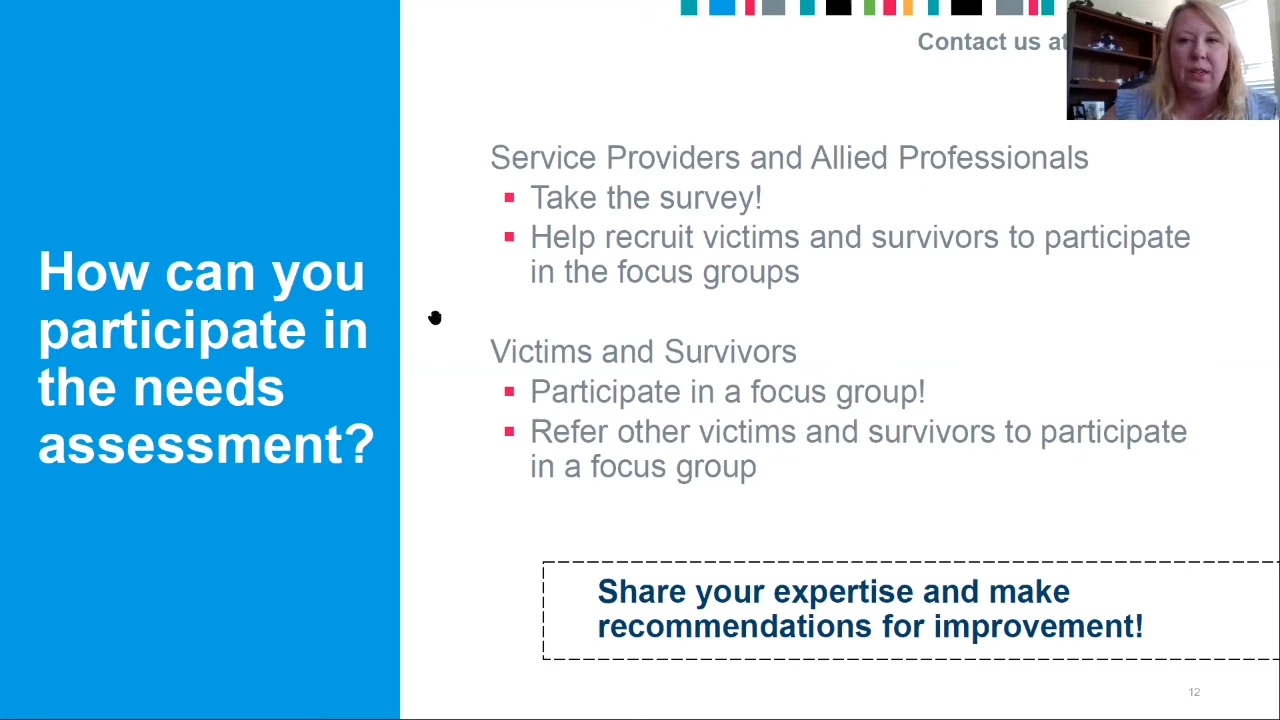 Contact us at
How can you
participate in
the needs
assessment?
Service Providers and Allied Professionals
Take the survey!
Help recruit victims and survivors to participate
in the focus groups
Victims and Survivors
Participate in a focus group!
Refer other victims and survivors to participate
in a focus group
Share your expertise and make
recommendations for improvement!
12